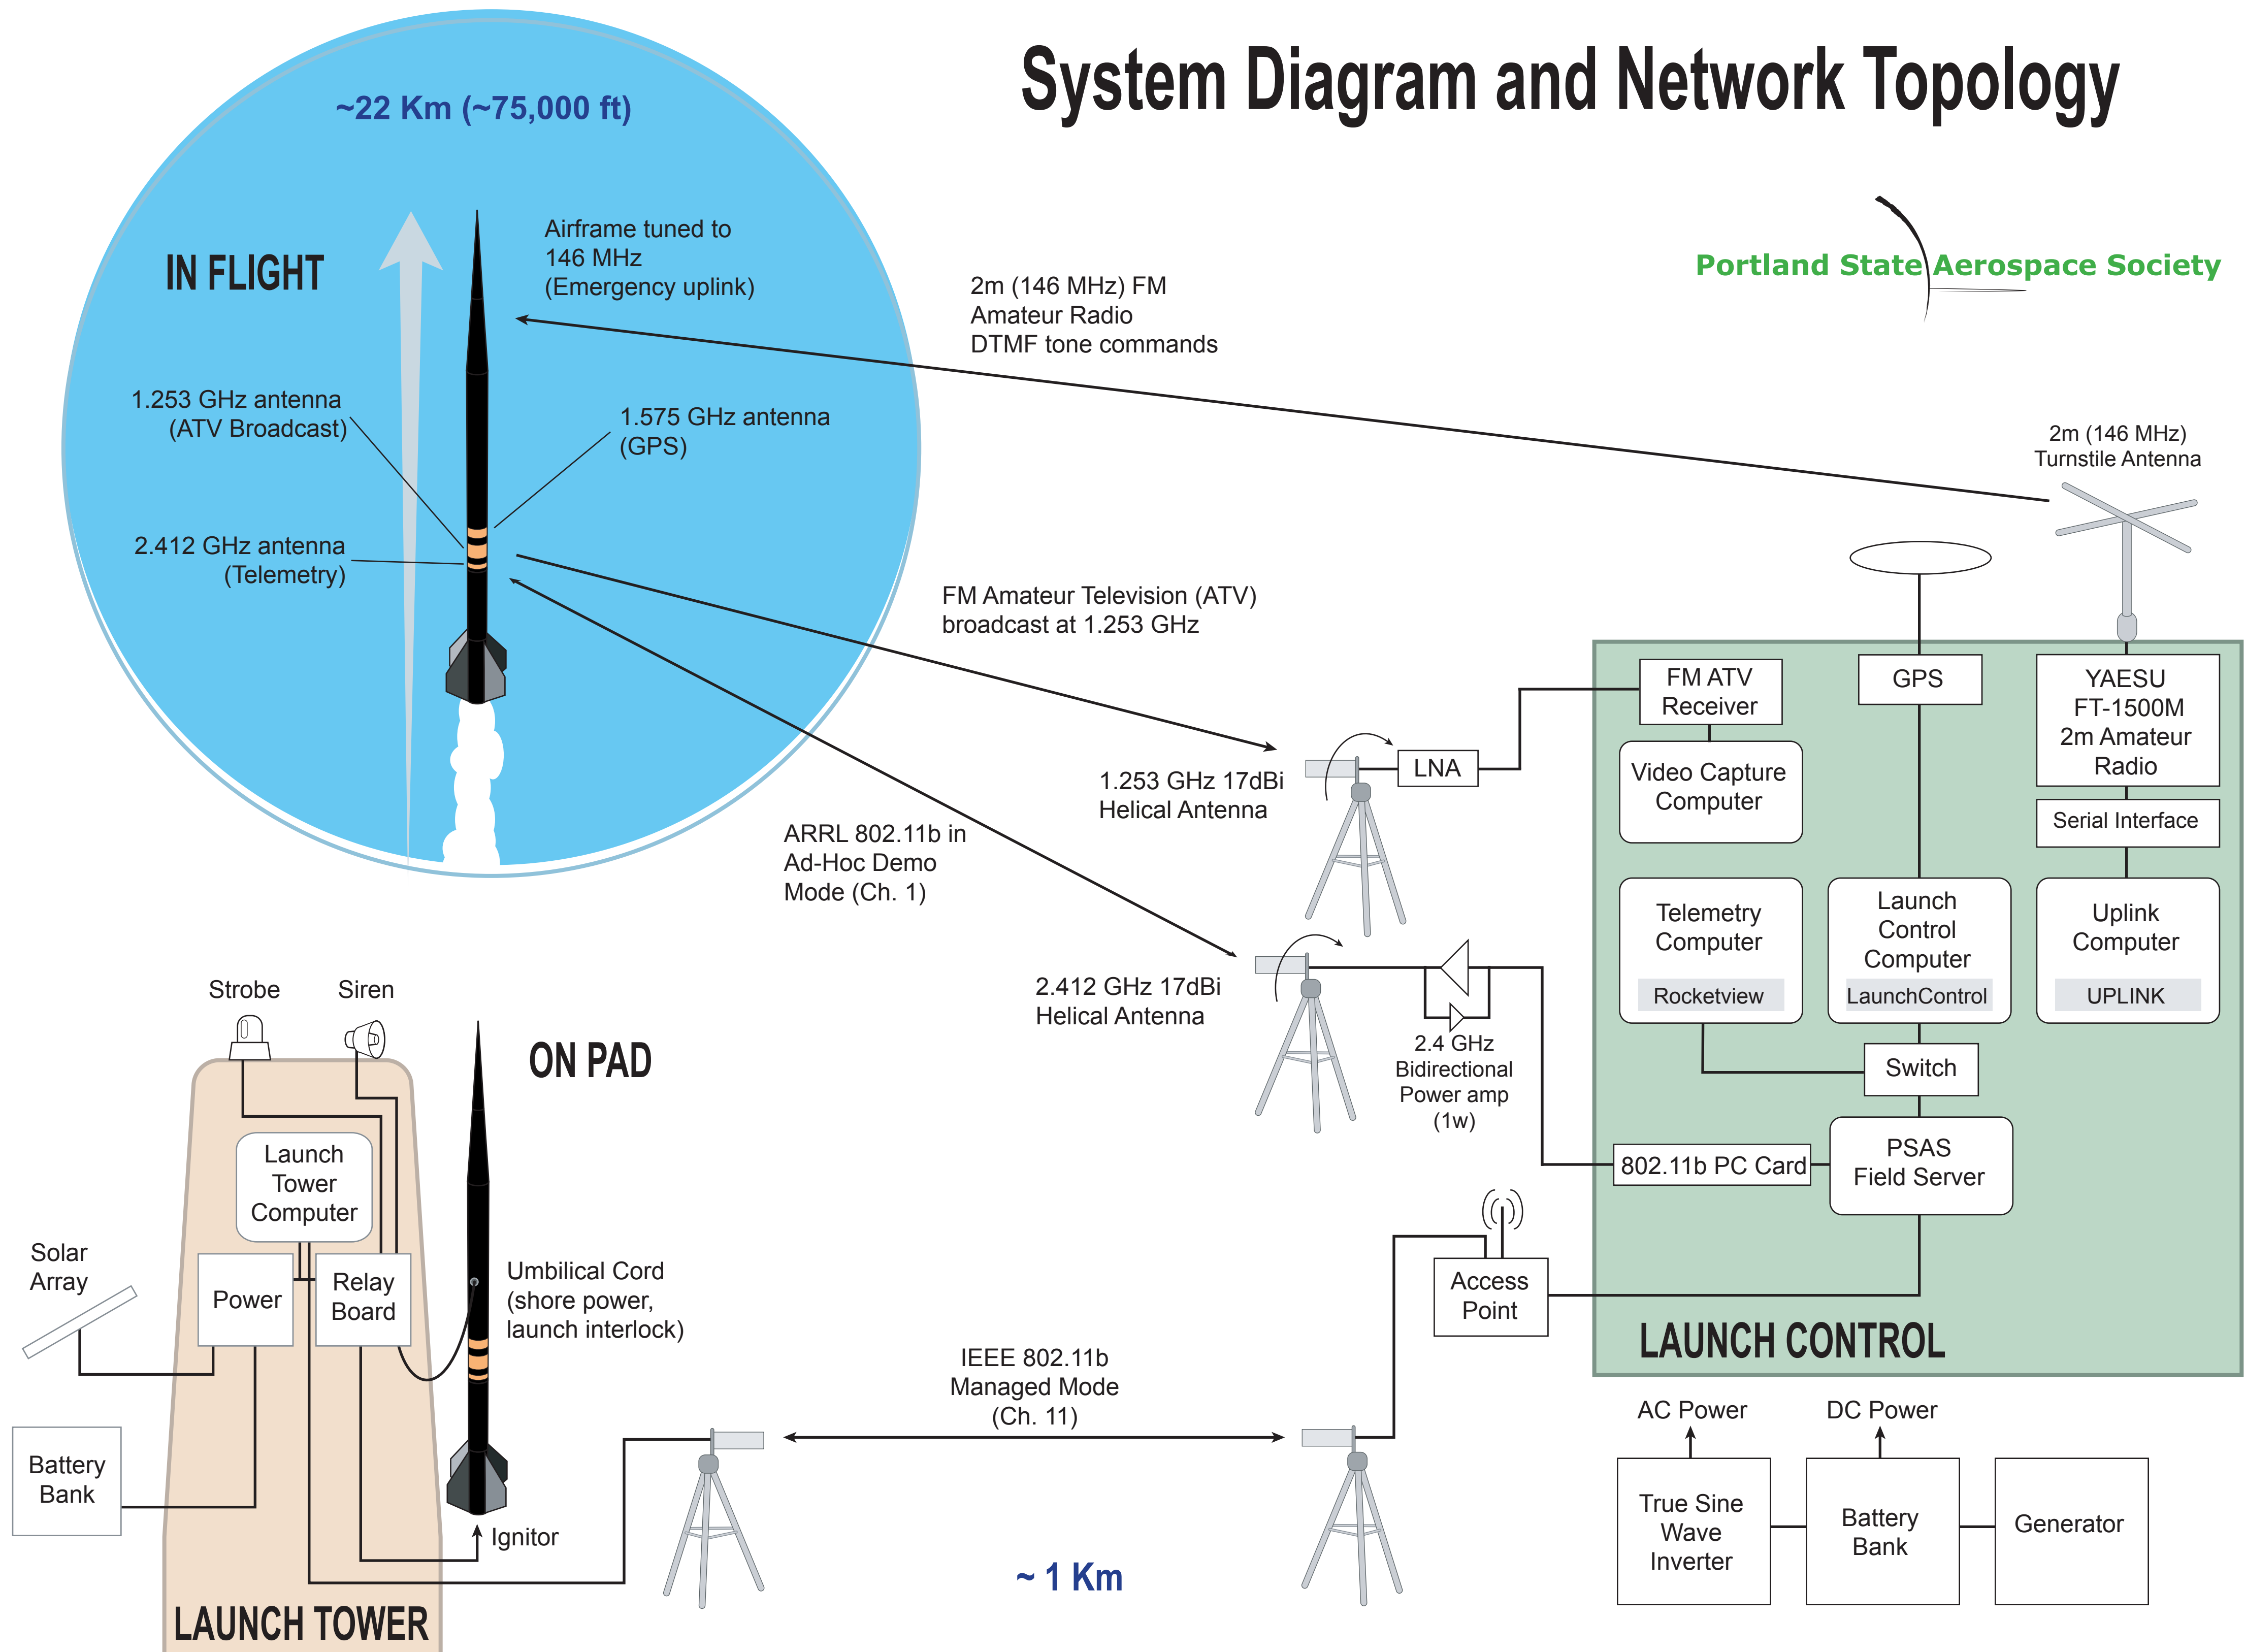 System Diagram and Network Topology
~22 Km (~75,000 ft)
IN FLIGHT
Airframe tuned to
146 MHz
(Emergency uplink)
1.253 GHz antenna
(ATV Broadcast)
1.575 GHz antenna
(GPS)
2.412 GHz antenna
(Telemetry)
2m (146 MHz) FM
Amateur Radio
DTMF tone commands
Portland State Aerospace Society
2m (146 MHz)
Turnstile Antenna
FM Amateur Television (ATV)
broadcast at 1.253 GHz
ARRL 802.11b in
Ad-Hoc Demo
Mode (Ch. 1)
1.253 GHz 17dBi
Helical Antenna
LNA
2.412 GHz 17dBi
Helical Antenna
2.4 GHz
Bidirectional
Power amp
(1w)
FM ATV
Receiver
GPS
YAESU
FT-1500M
2m Amateur
Radio
Video Capture
Computer
Serial Interface
Telemetry
Computer
Rocketview
Launch
Control
Computer
LaunchControl
Uplink
Computer
UPLINK
Switch
802.11b PC Card
PSAS
Field Server
Access
Point
LAUNCH CONTROL
AC Power
DC Power
True Sine
Wave
Inverter
Battery
Bank
Generator
Strobe
Siren
ON PAD
Launch
Tower
Computer
Solar
Array
Power
Relay
Board
Umbilical Cord
(shore power,
launch interlock)
Battery
Bank
Ignitor
LAUNCH TOWER
IEEE 802.11b
Managed Mode
(Ch. 11)
~ 1 Km